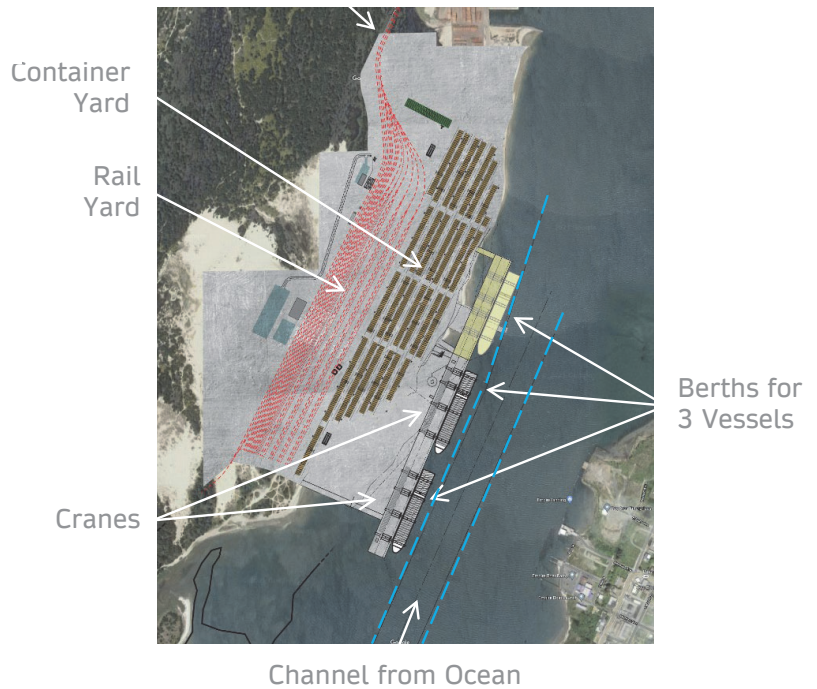 Container
Yard
Rail
Yard
Berths for
3 Vessels
Cranes
Channel from Ocean